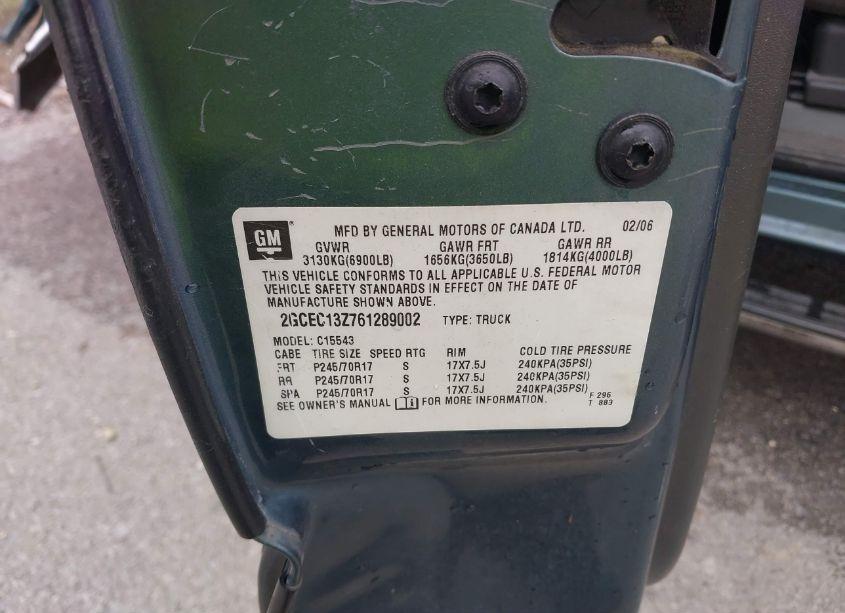 GM
MFD BY GENERAL MOTORS OF CANADA LTD. 02/06
GVWR GAWR FRT GAWR RR
3130KG(6900LB) 1656KG(3650LB) 1814KG(4000LB)
THIS VEHICLE CONFORMS TO ALL APPLICABLE U.S. FEDERAL MOTOR
VEHICLE SAFETY STANDARDS IN EFFECT ON THE DATE OF
MANUFACTURE SHOWN ABOVE.
2GCEC13Z761289002 TYPE: TRUCK
MODEL: C15543
CABE TIRE SIZE SPEED RTG RIM COLD TIRE PRESSURE
FRT P245/70R17 S 17X7.5J 240KPA(35PSI)
RR P245/70R17 S 17X7.5J 240KPA(35PSI)
SPA P245/70R17 S 17X7.5J 240KPA(35PSI)
SEE OWNER'S MANUAL FOR MORE INFORMATION.
F 296
T 883